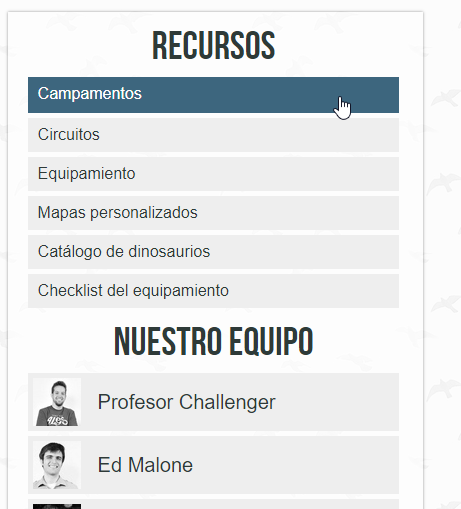 RECURSOS
Campamentos
Circuitos
Equipamiento
Mapas personalizados
Catálogo de dinosaurios
Checklist del equipamiento
NUESTRO EQUIPO
Profesor Challenger
Ed Malone